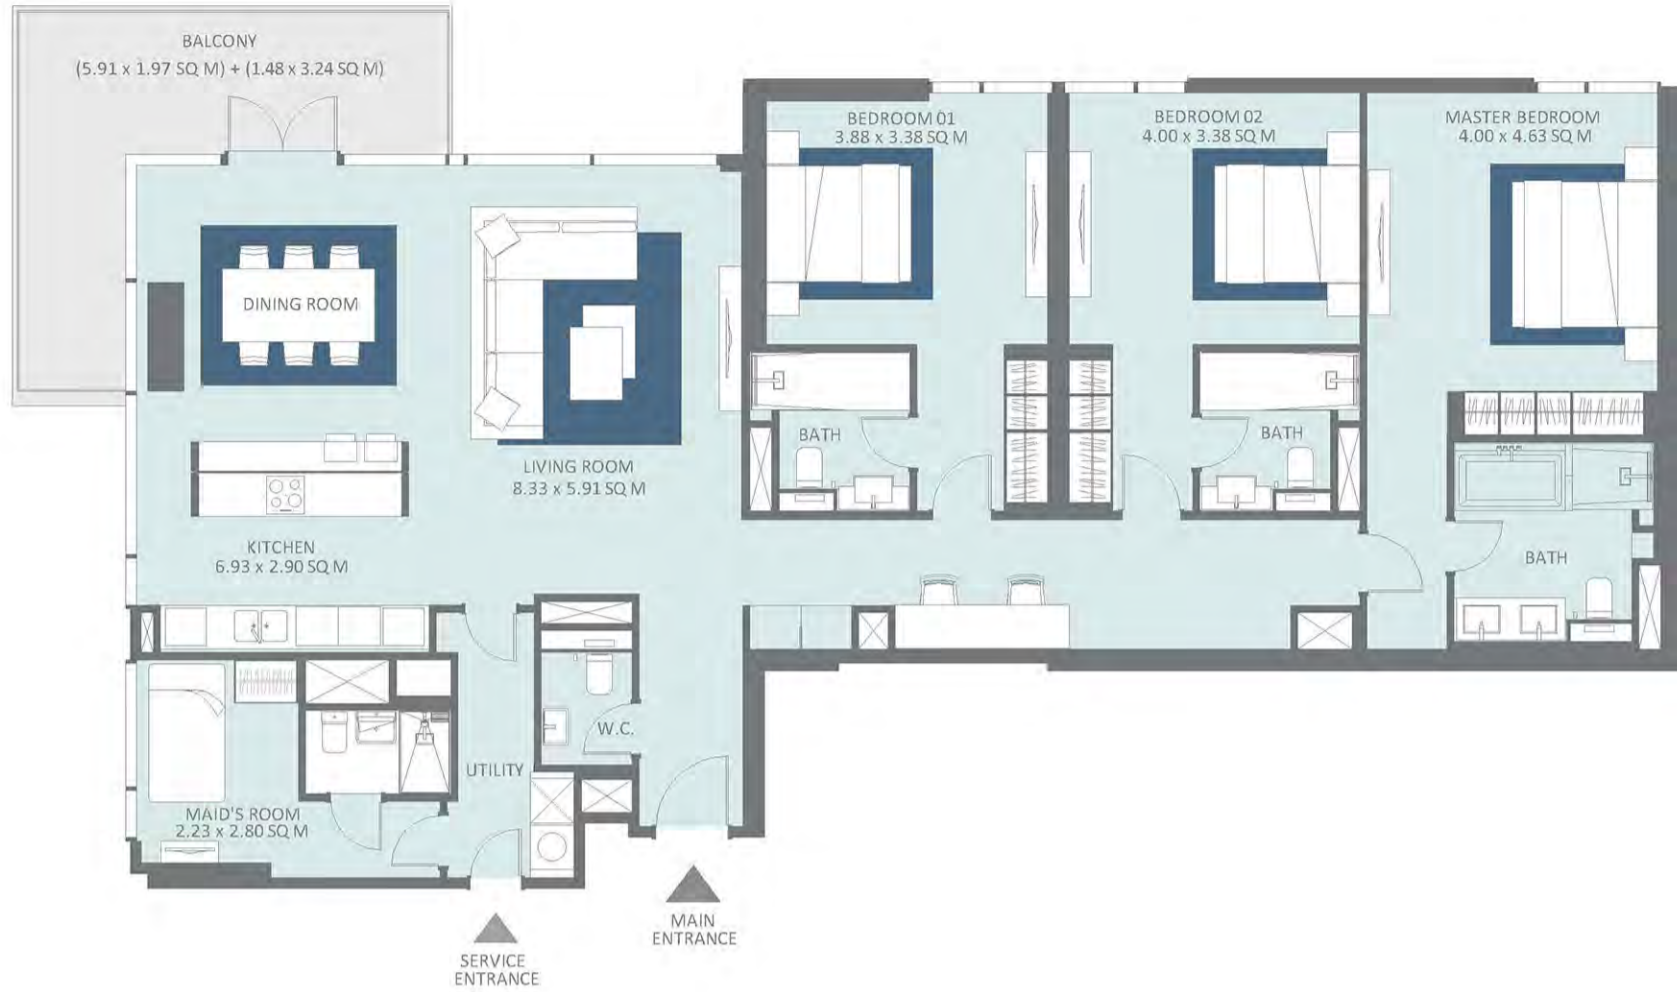 BALCONY
(5.91 x 1.97 SQ M) + (1.48 x 3.24 SQ M)
BEDROOM 01
3.88 x 3.38 SQ M
BEDROOM 02
4.00 x 3.38 SQ M
MASTER BEDROOM
4.00 x 4.63 SQ M
DINING ROOM
LIVING ROOM
8.33 x 5.91 SQ M
BATH
BATH
KITCHEN
6.93 x 2.90 SQ M
BATH
W.C.
UTILITY
MAID'S ROOM
2.23 x 2.80 SQ M
MAIN
ENTRANCE
SERVICE
ENTRANCE